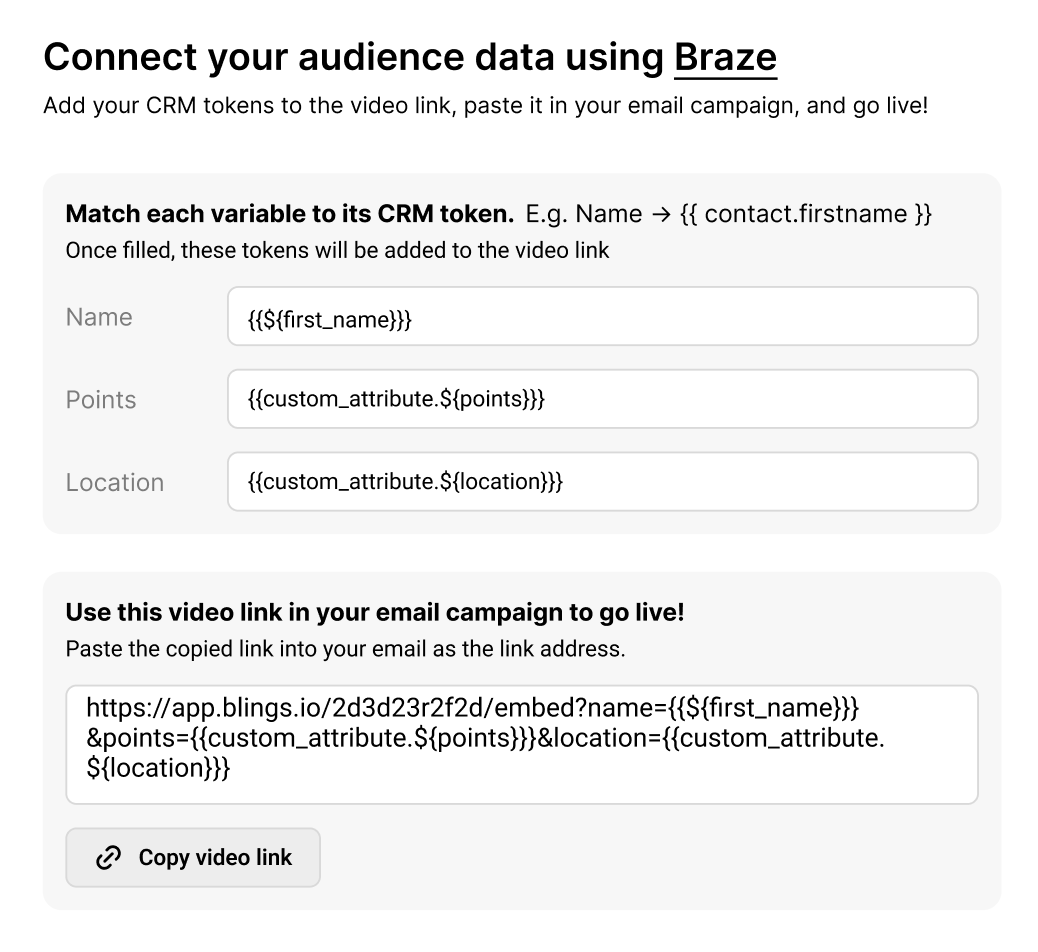 Connect your audience data using Braze
Add your CRM tokens to the video link, paste it in your email campaign, and go live!
Match each variable to its CRM token. E.g. Name → {{ contact.firstname }}
Once filled, these tokens will be added to the video link
Name {{${first_name}}}
Points {{custom_attribute.${points}}}
Location {{custom_attribute.${location}}}
Use this video link in your email campaign to go live!
Paste the copied link into your email as the link address.
https://app.blings.io/2d3d23r2f2d/embed?name={{${first_name}}}
&points={{custom_attribute.${points}}}&location={{custom_attribute.
${location}}}
Copy video link